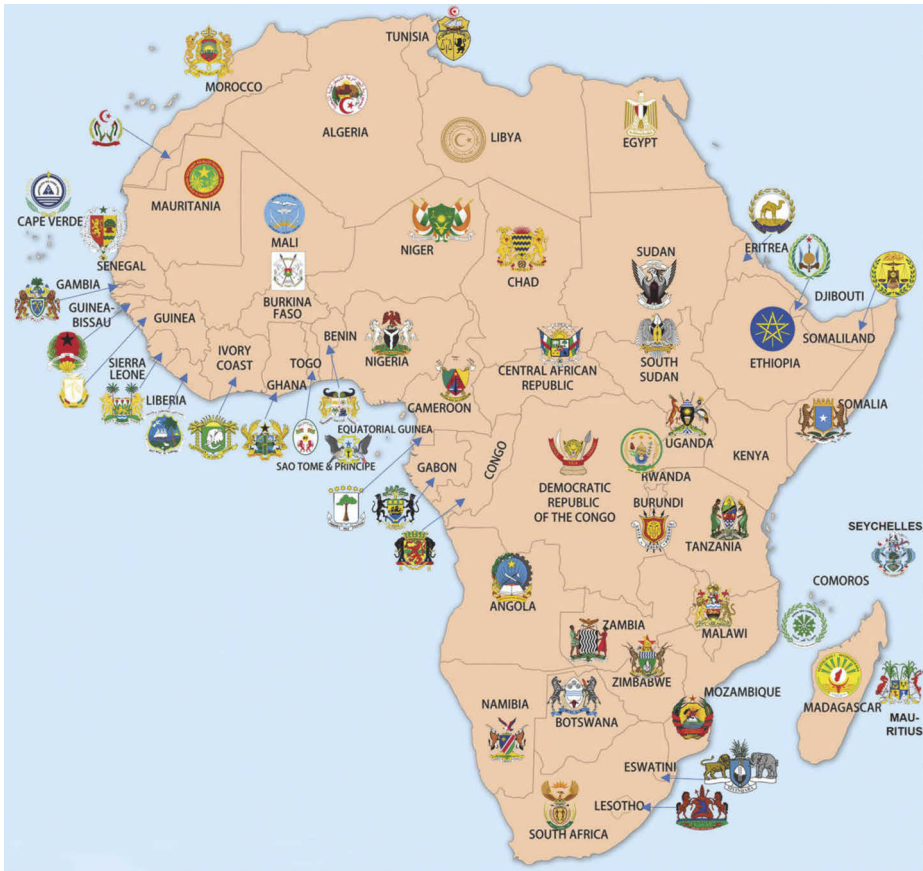 TUNISIA
MOROCCO
ALGERIA
LIBYA
EGYPT
MAURITANIA
CAPE VERDE
MALI
NIGER
CHAD
SUDAN
ERITREA
SENEGAL
GAMBIA
BURKINA
FASO
DJIBOUTI
GUINEA-
BISSAU
GUINEA
BENIN
NIGERIA
SOMALILAND
SIERRA
LEONE
IVORY
COAST
TOGO
GHANA
LIBERIA
CENTRAL AFRICAN
REPUBLIC
SOUTH
SUDAN
ETHIOPIA
CAMEROON
SOMALIA
EQUATORIAL GUINEA
UGANDA
SAO TOME & PRINCIPE
GABON
CONGO
KENYA
DEMOCRATIC
REPUBLIC
OF THE CONGO
RWANDA
BURUNDI
TANZANIA
SEYCHELLES
COMOROS
ANGOLA
ZAMBIA
MALAWI
ZIMBABWE
MOZAMBIQUE
NAMIBIA
BOTSWANA
MADAGASCAR
MAU-
RITIUS
ESWATINI
LESOTHO
SOUTH AFRICA